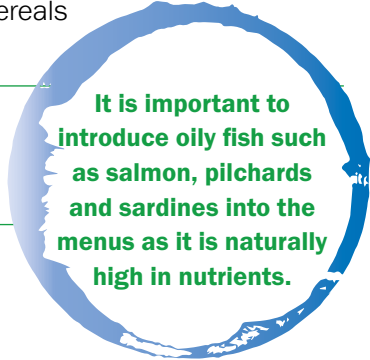 It is important to
introduce oily fish such
as salmon, pilchards
and sardines into the
menus as it is naturally
high in nutrients.